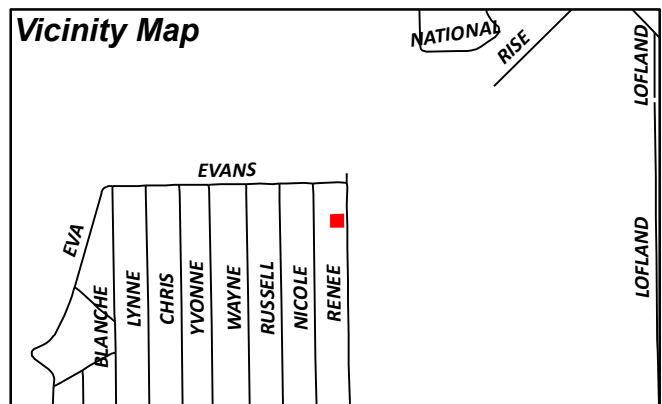 Vicinity Map
NATIONAL
RISE
LOFLAND
EVANS
EVA
BLANCHE
LYNNE
CHRIS
YVONNE
WAYNE
RUSSELL
NICOLE
RENEE
LOFLAND